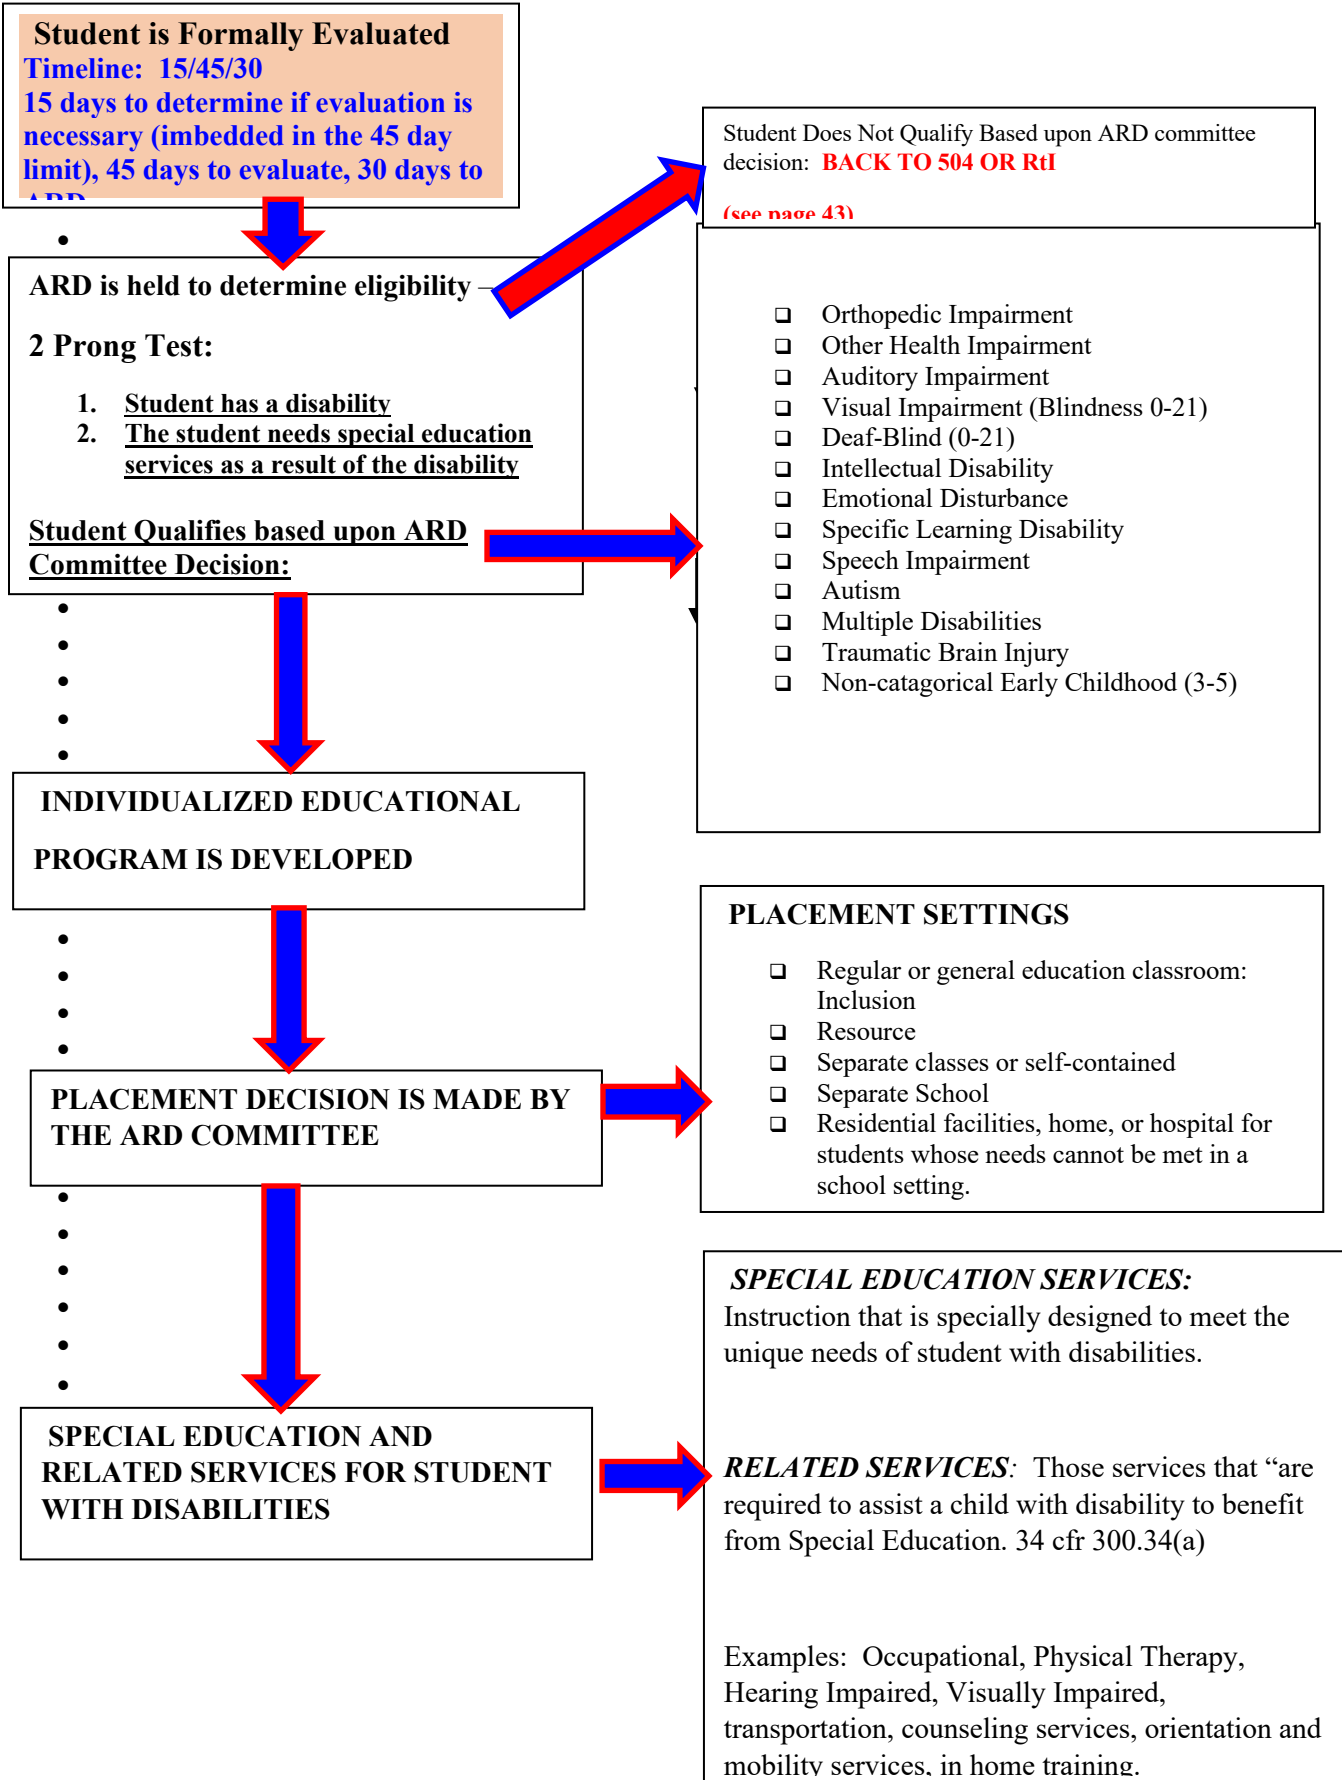 Student is Formally Evaluated
Timeline: 15/45/30
15 days to determine if evaluation is
necessary (imbedded in the 45 day
limit), 45 days to evaluate, 30 days to
ARD
Student Does Not Qualify Based upon ARD committee
decision: BACK TO 504 OR RtI
(see page 43)
ARD is held to determine eligibility –
2 Prong Test:
1. Student has a disability
2. The student needs special education
services as a result of the disability
Student Qualifies based upon ARD
Committee Decision:
❑ Orthopedic Impairment
❑ Other Health Impairment
❑ Auditory Impairment
❑ Visual Impairment (Blindness 0-21)
❑ Deaf-Blind (0-21)
❑ Intellectual Disability
❑ Emotional Disturbance
❑ Specific Learning Disability
❑ Speech Impairment
❑ Autism
❑ Multiple Disabilities
❑ Traumatic Brain Injury
❑ Non-catagorical Early Childhood (3-5)
INDIVIDUALIZED EDUCATIONAL
PROGRAM IS DEVELOPED
PLACEMENT DECISION IS MADE BY
THE ARD COMMITTEE
PLACEMENT SETTINGS
❑ Regular or general education classroom:
Inclusion
❑ Resource
❑ Separate classes or self-contained
❑ Separate School
❑ Residential facilities, home, or hospital for
students whose needs cannot be met in a
school setting.
SPECIAL EDUCATION AND
RELATED SERVICES FOR STUDENT
WITH DISABILITIES
SPECIAL EDUCATION SERVICES:
Instruction that is specially designed to meet the
unique needs of student with disabilities.
RELATED SERVICES: Those services that “are
required to assist a child with disability to benefit
from Special Education. 34 cfr 300.34(a)
Examples: Occupational, Physical Therapy,
Hearing Impaired, Visually Impaired,
transportation, counseling services, orientation and
mobility services, in home training.